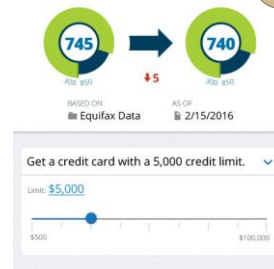 745
740
300 850
300 850
5
BASED ON
Equifax Data
AS OF
2/15/2016
Get a credit card with a 5,000 credit limit.
Limit: $5,000
$500
$100,000